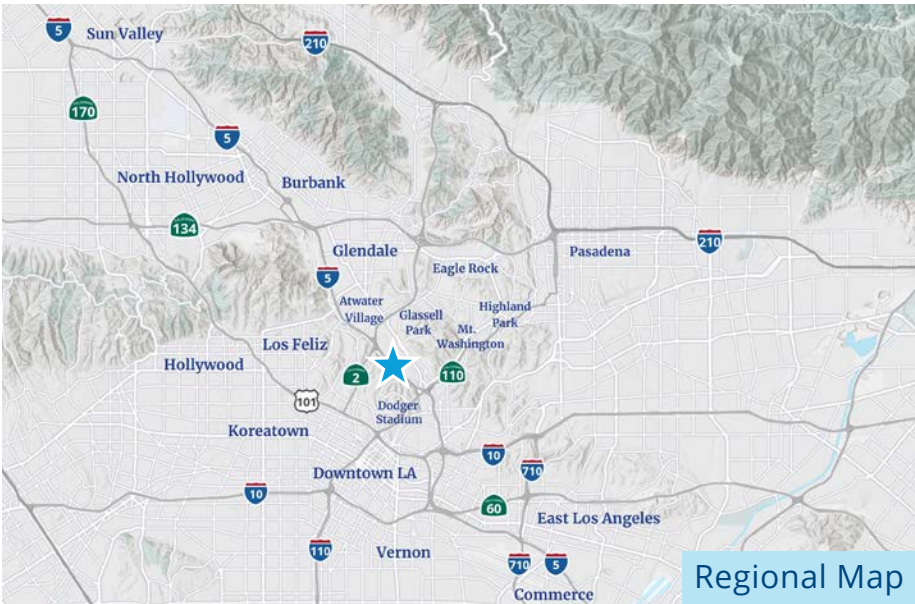 5
Sun Valley
210
170
5
North Hollywood
Burbank
134
Glendale
Pasadena
210
Eagle Rock
5
Atwater
Village
Glassell
Park
Highland
Park
Mt.
Washington
Los Feliz
Hollywood
2
110
101
Dodger
Stadium
Koreatown
10
710
Downtown LA
10
60
East Los Angeles
110
Vernon
710
5
Commerce
Regional Map